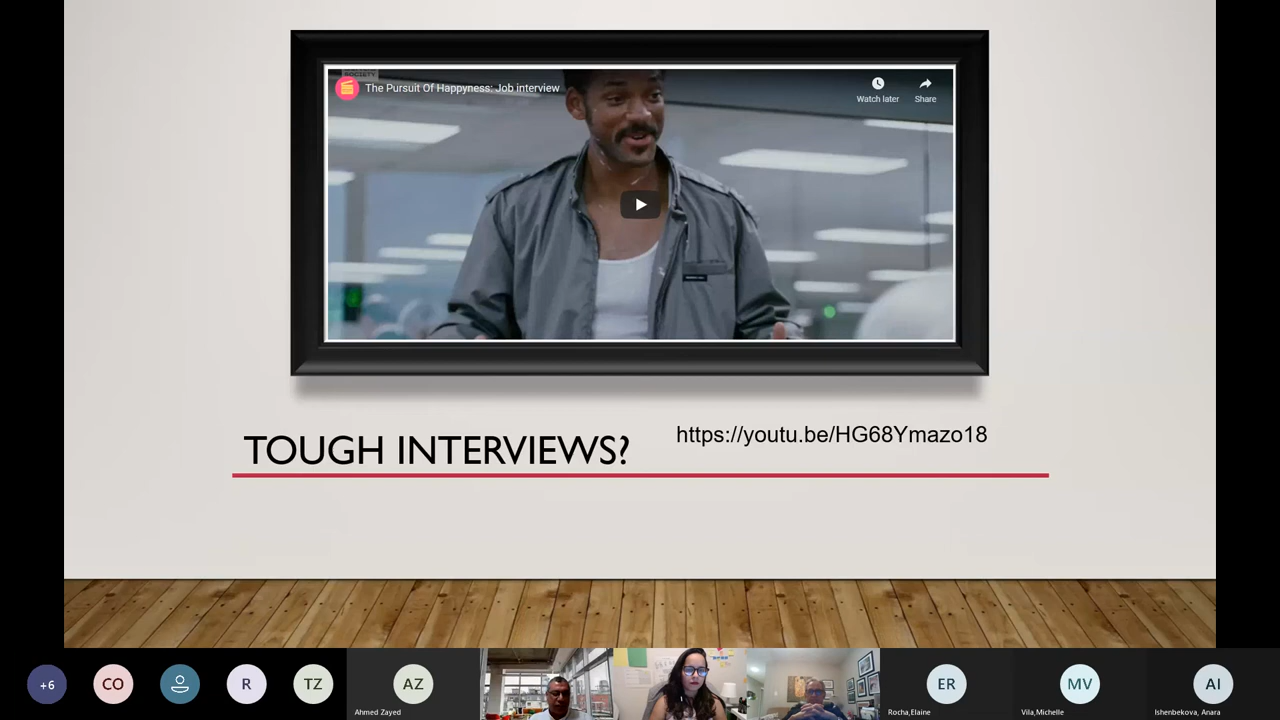 SOCIETY
The Pursuit Of Happyness: Job interview
Watch later
Share
TOUGH INTERVIEWS?
https://youtu.be/HG68Ymazo18
+6
CO
R
TZ
AZ
Ahmed Zayed
ER
Rocha,Elaine
MV
Vila,Michelle
AI
Ishenbekova, Anara